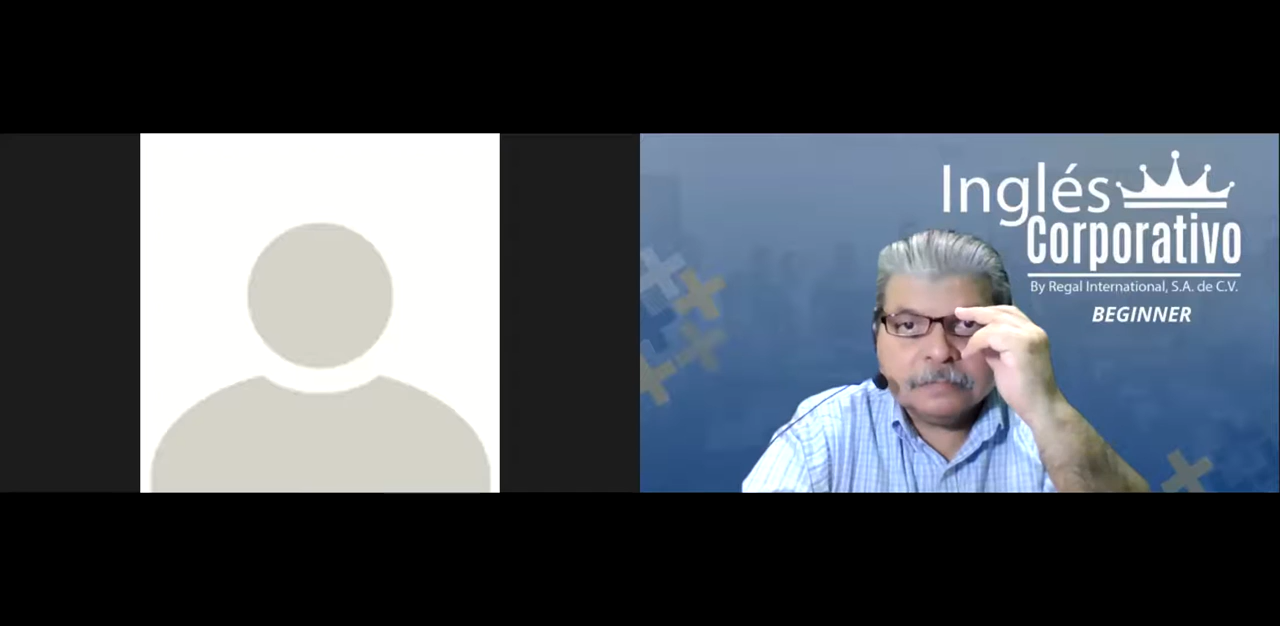 Inglés
Corporativo
By Regal International, S.A. de C.V.
BEGINNER